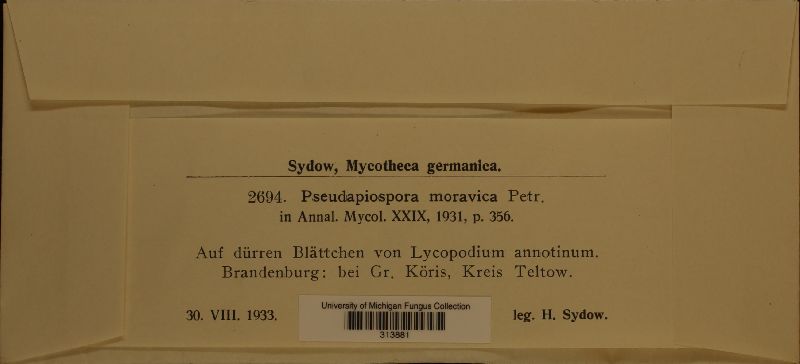 Sydow, Mycotheca germanica.
2694. Pseudapiospora moravica Petr.
in Annal. Mycol. XXIX, 1931, p. 356.
Auf dürren Blättchen von Lycopodium annotinum.
Brandenburg: bei Gr. Köris, Kreis Teltow.
30. VIII. 1933.
University of Michigan Fungus Collection
313881
leg. H. Sydow.